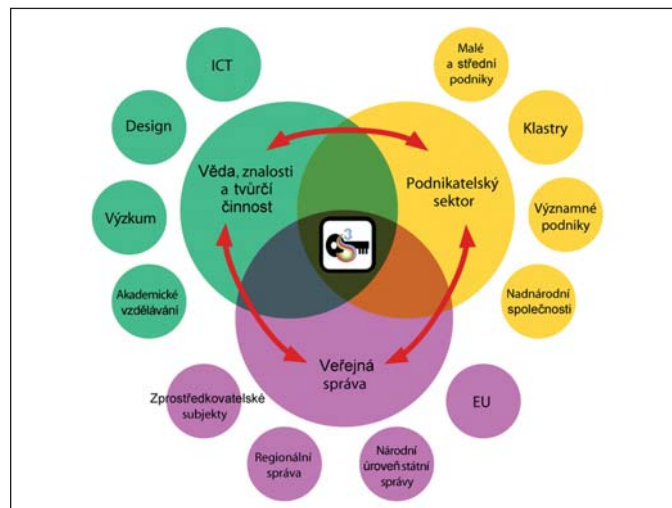 ICT
Design
Výzkum
Akademické
vzdělávání
Věda, znalosti
a tvůrčí
činnost
Malé
a střední
podniky
Klastry
Významné
podniky
Nadnárodní
společnosti
Podnikatelský
sektor
3
S
Veřejná
správa
Zprostředkovatelské
subjekty
Regionální
správa
Národní
úroveň státní
správy
EU